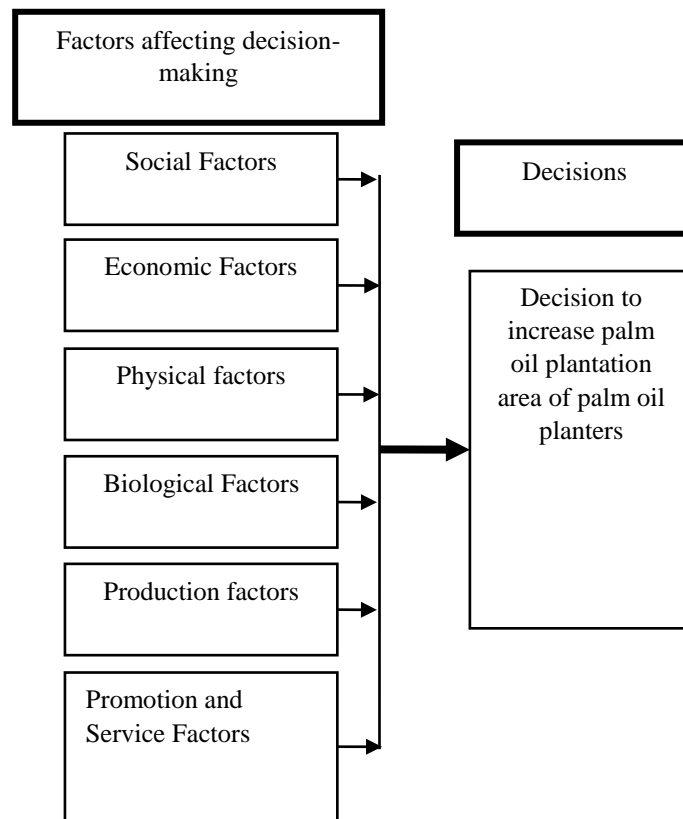 Factors affecting decision-
making
Social Factors
Economic Factors
Physical factors
Biological Factors
Production factors
Promotion and
Service Factors
Decisions
Decision to
increase palm
oil plantation
area of palm oil
planters